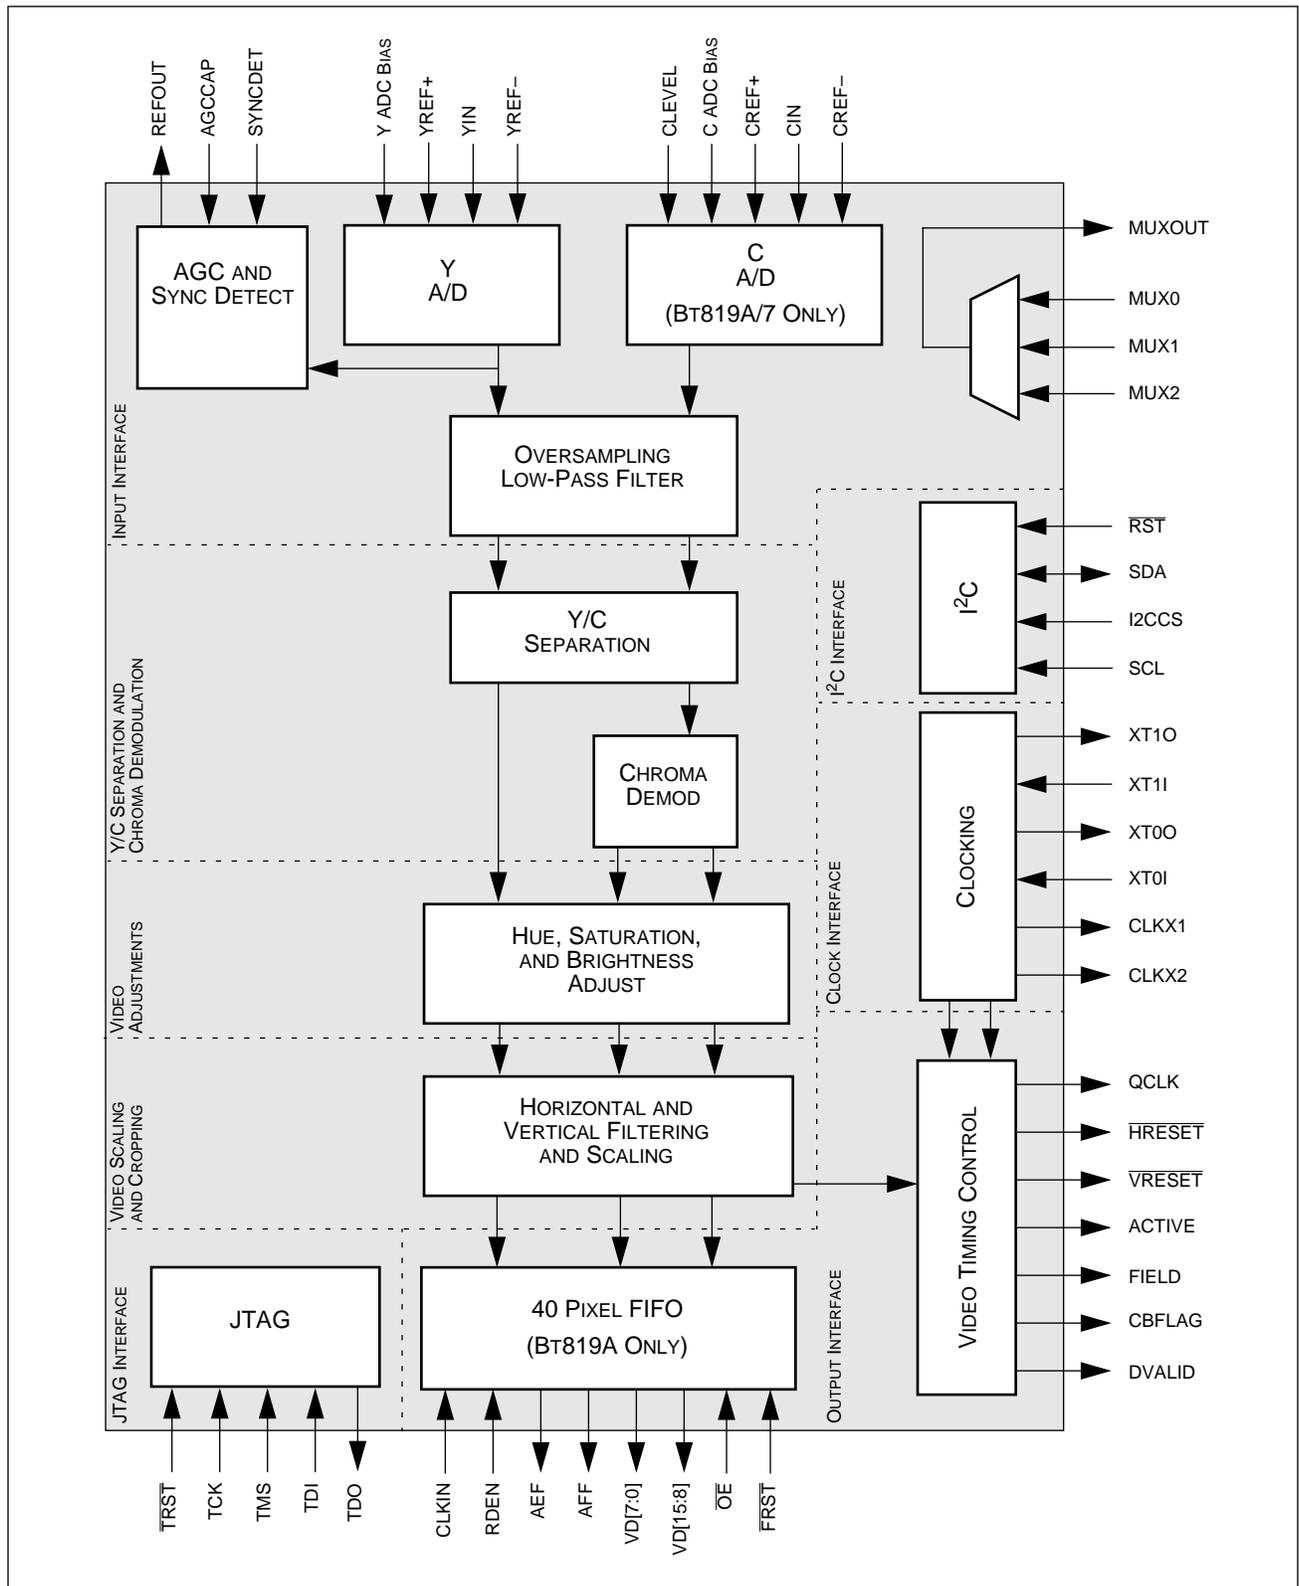 REFOUT
AGCCAP
SYNCDET
Y ADC BIAS
YREF+
YIN
YREF–
CLEVEL
C ADC BIAS
CREF+
CIN
CREF–
AGC AND
SYNC DETECT
Y
A/D
C
A/D
(BT819A/7 ONLY)
MUXOUT
MUX0
MUX1
MUX2
INPUT INTERFACE
OVERSAMPLING
LOW-PASS FILTER
I²C INTERFACE
I²C
RST
SDA
I2CCS
SCL
Y/C SEPARATION AND
CHROMA DEMODULATION
Y/C
SEPARATION
CHROMA
DEMOD
CLOCK INTERFACE
CLOCKING
XT1O
XT1I
XT0O
XT0I
CLKX1
CLKX2
VIDEO
ADJUSTMENTS
HUE, SATURATION,
AND BRIGHTNESS
ADJUST
VIDEO SCALING
AND CROPPING
HORIZONTAL AND
VERTICAL FILTERING
AND SCALING
VIDEO TIMING CONTROL
QCLK
HRESET
VRESET
ACTIVE
FIELD
CBFLAG
DVALID
JTAG INTERFACE
JTAG
40 PIXEL FIFO
(BT819A ONLY)
OUTPUT INTERFACE
TRST
TCK
TMS
TDI
TDO
CLKIN
RDEN
AEF
AFF
VD[7:0]
VD[15:8]
OE
FRST